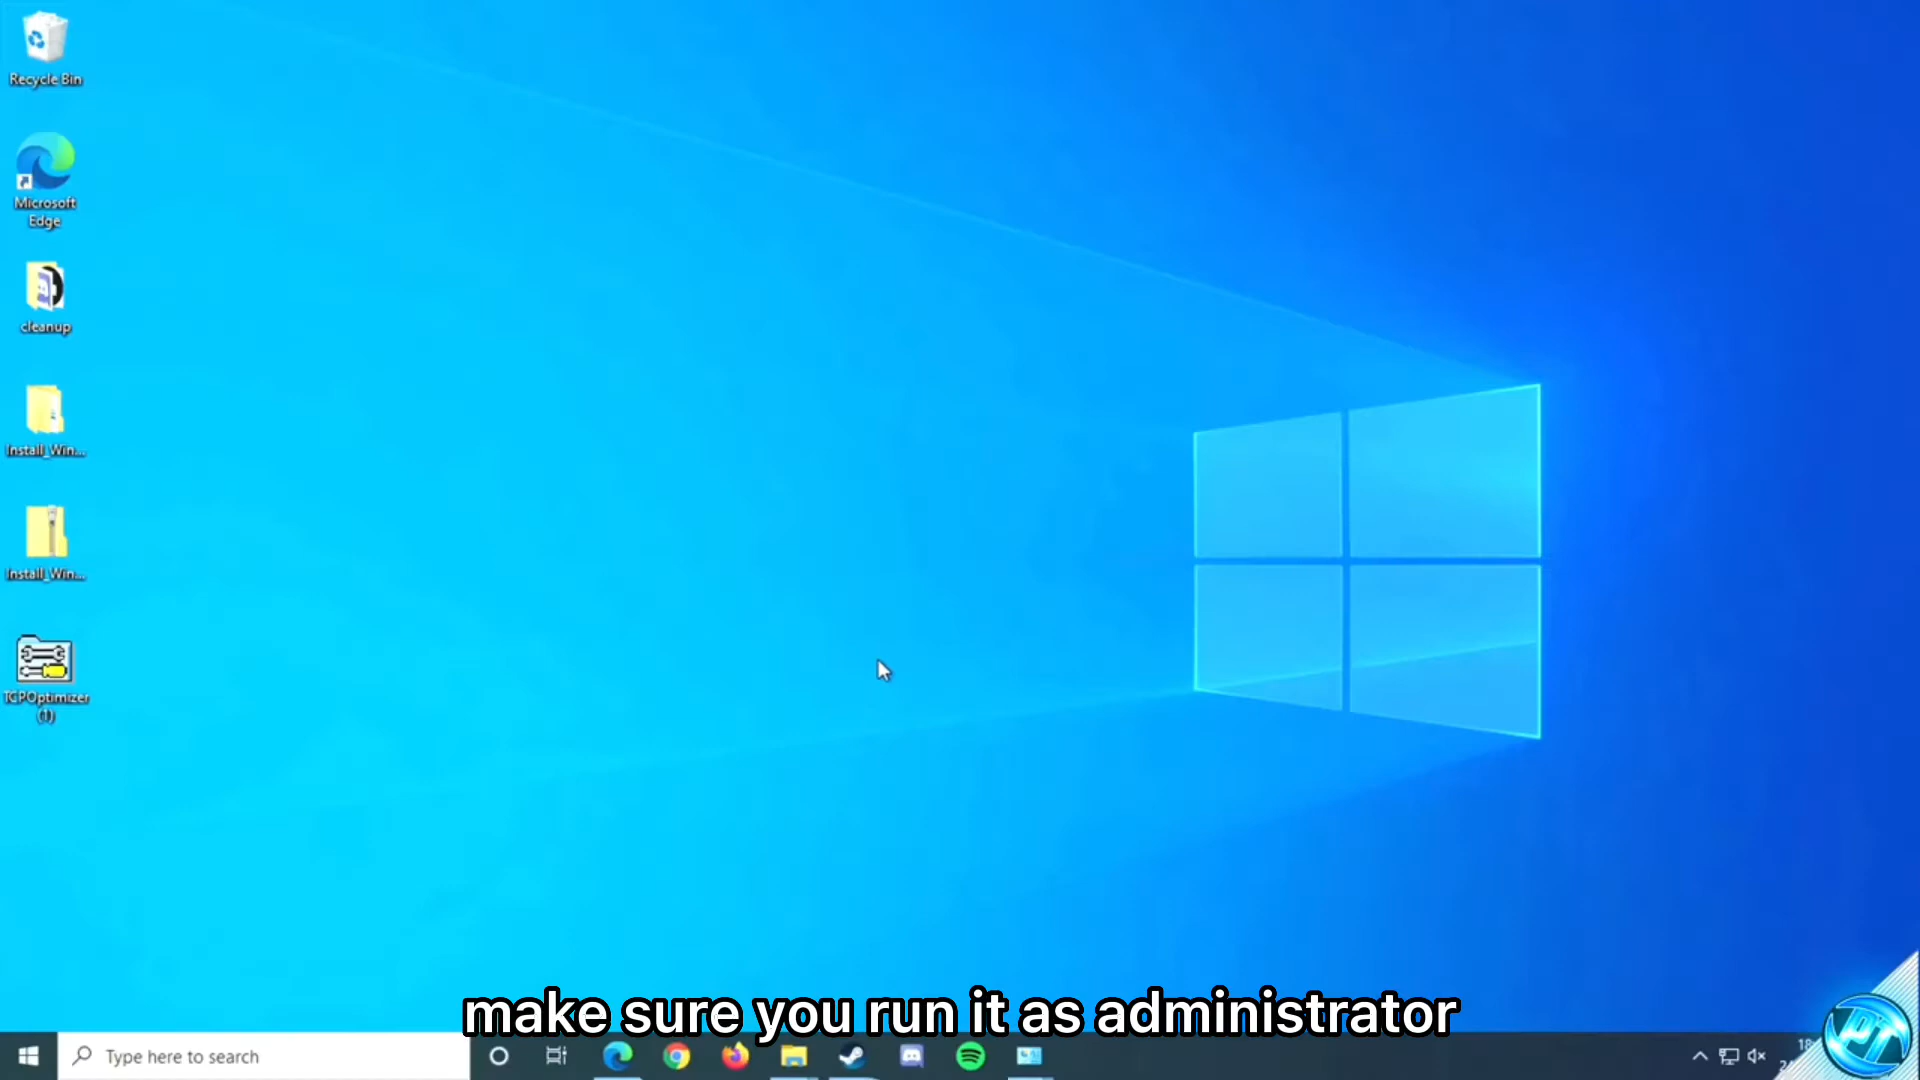 Recycle Bin
Microsoft
Edge
cleanup
Install_Win...
Install_Win...
TCPOptimizer
(1)
make sure you run it as administrator
Type here to search